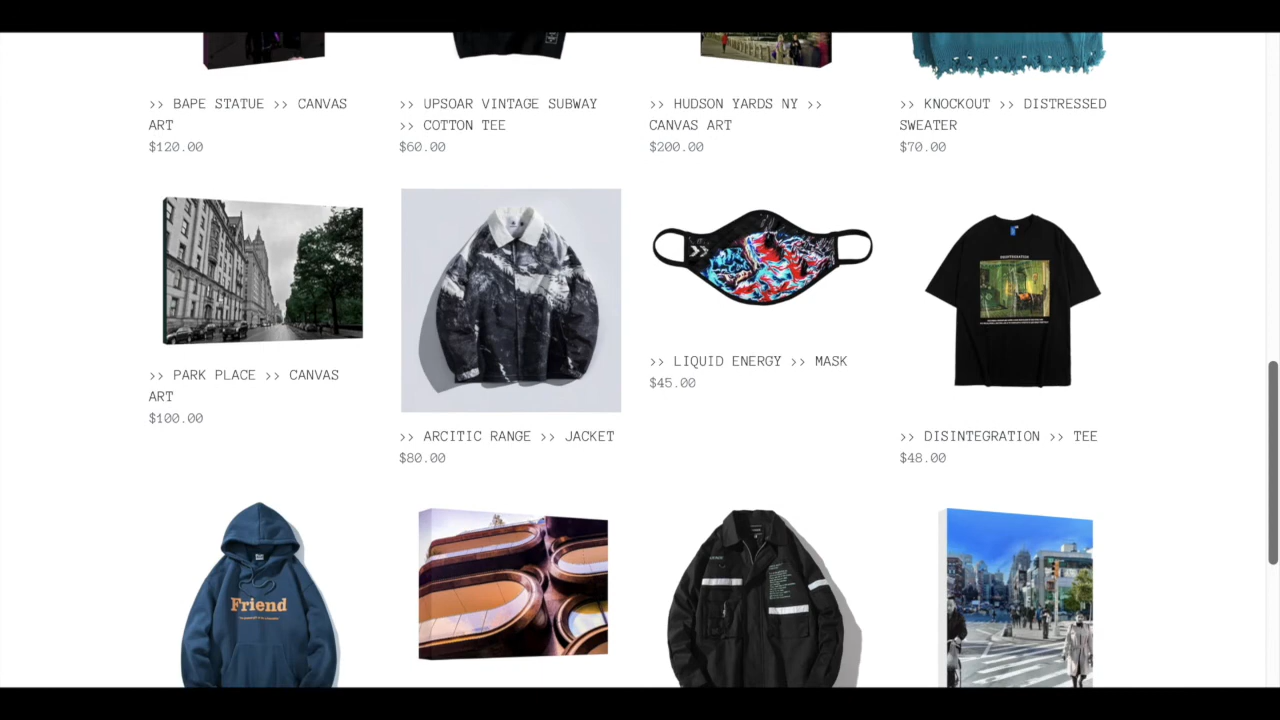 >> BAPE STATUE >> CANVAS
ART
$120.00
>> UPSOAR VINTAGE SUBWAY
>> COTTON TEE
$60.00
>> HUDSON YARDS NY >>
CANVAS ART
$200.00
>> KNOCKOUT >> DISTRESSED
SWEATER
$70.00
>> PARK PLACE >> CANVAS
ART
$100.00
>> ARCITIC RANGE >> JACKET
$80.00
>> LIQUID ENERGY >> MASK
$45.00
DISINTEGRATION
>> DISINTEGRATION >> TEE
$48.00
Friend